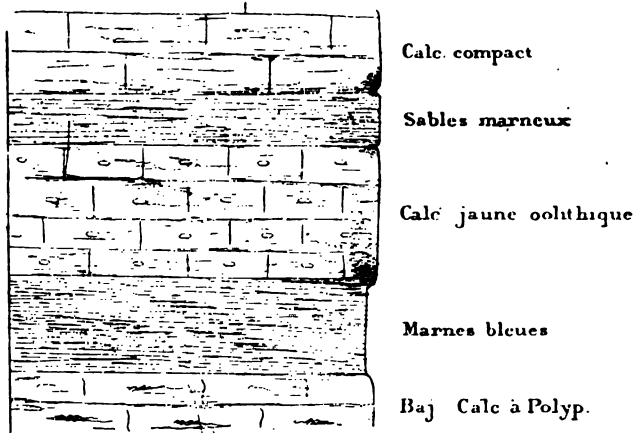 Calc. compact
Sables marneux
Calc jaune oolithique
Marnes bleues
Baj Calc à Polyp.